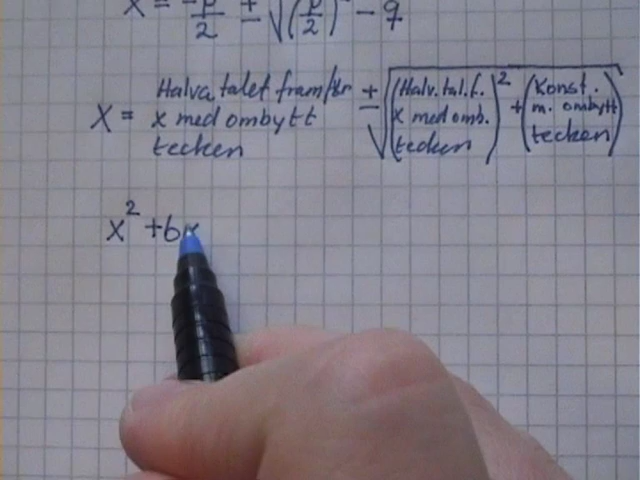 x = -p/2 ± √(p/2)² - q
x = Halva talet framför x med ombytt tecken ± √(Halv. tal. f. x med omb. tecken)² + (Konst. m. ombytt tecken)
x² + 6x